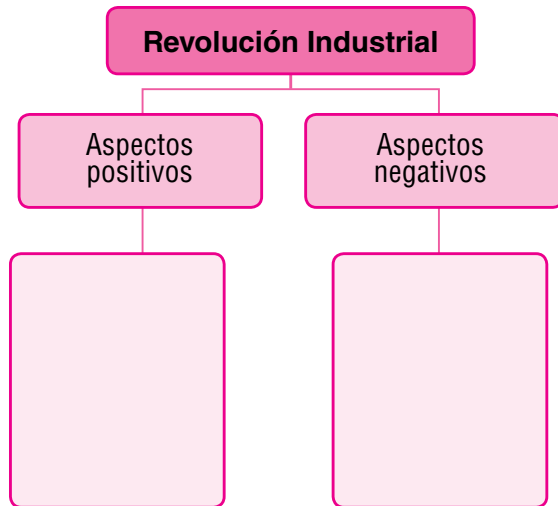 Revolución Industrial
Aspectos
positivos
Aspectos
negativos